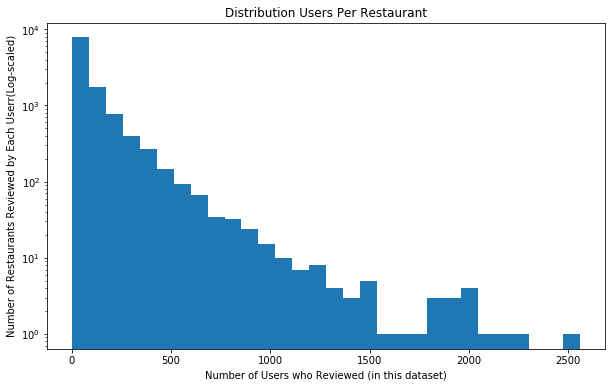 Distribution Users Per Restaurant
Number of Restaurants Reviewed by Each Userr(Log-scaled)
10⁴
10³
10²
10¹
10⁰
0 500 1000 1500 2000 2500
Number of Users who Reviewed (in this dataset)